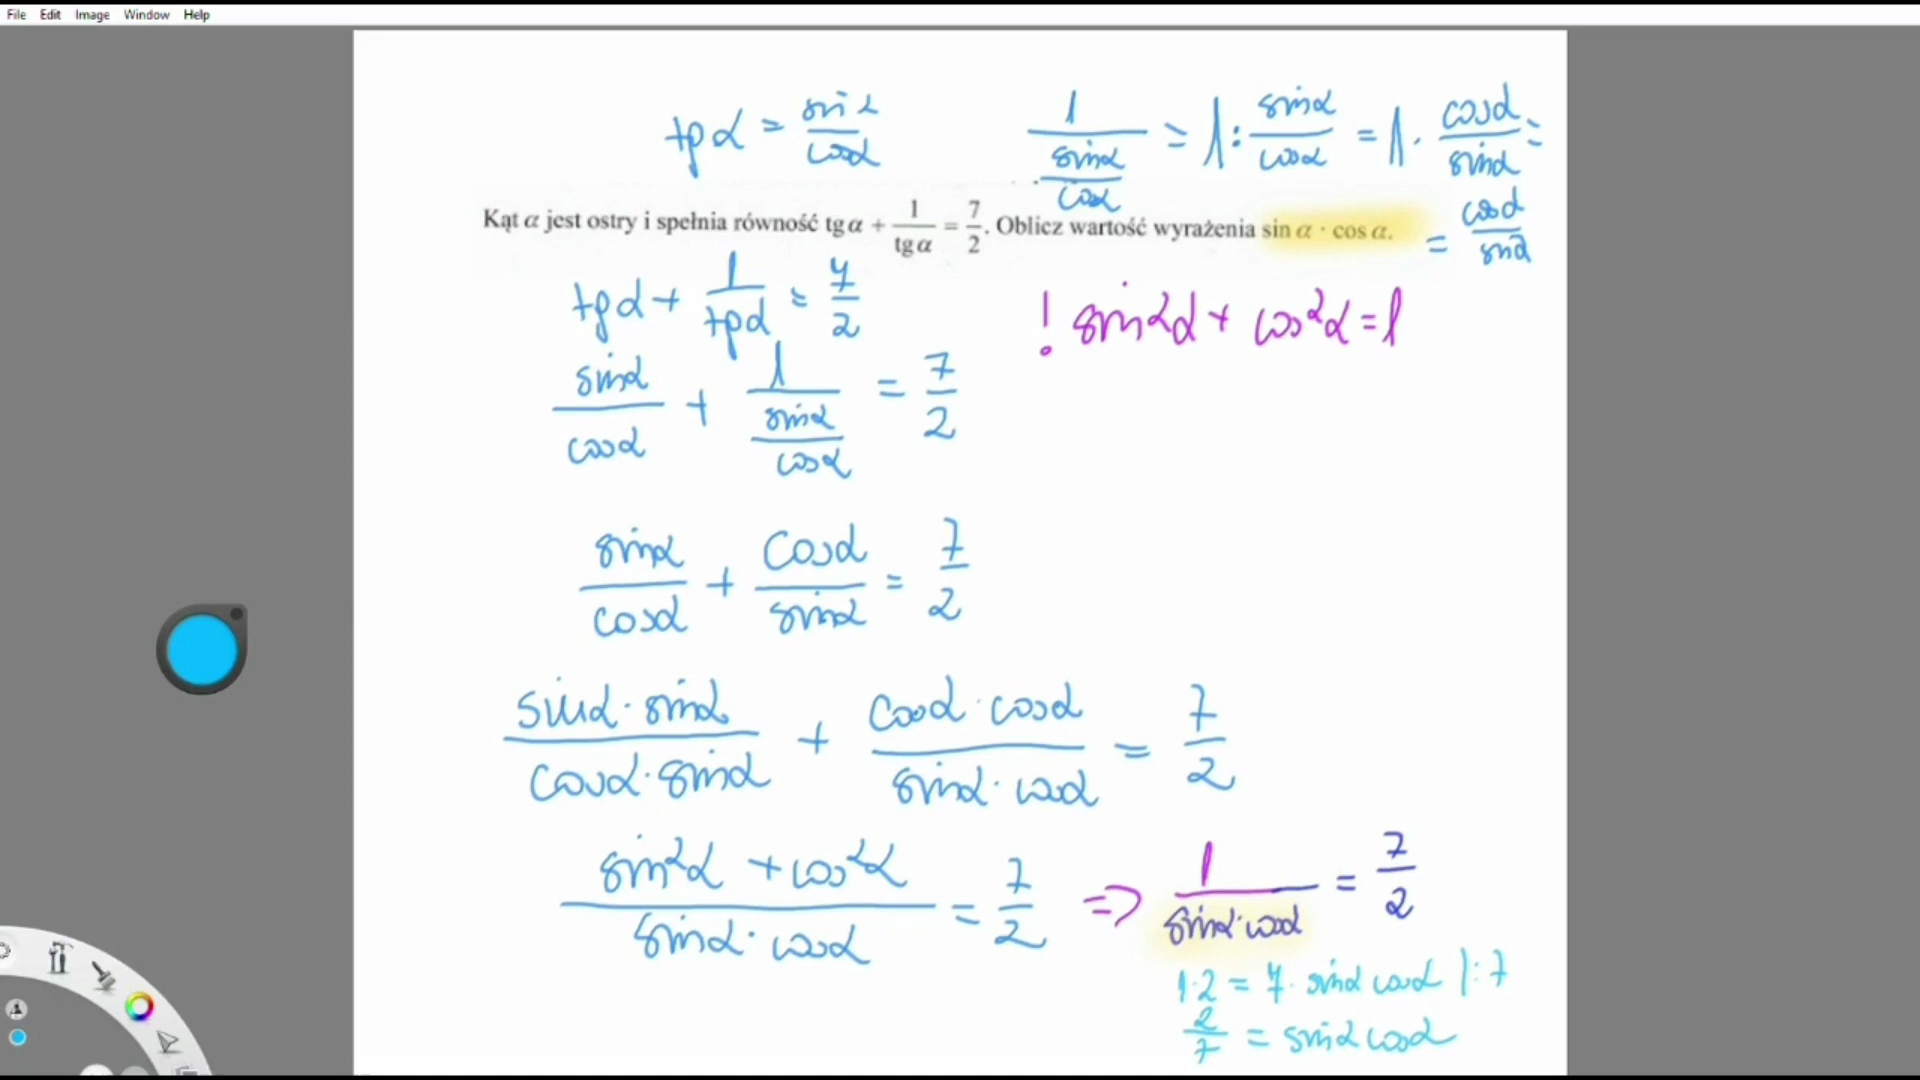 File Edit Image Window Help
tgα = sinα/cosα
1/(sinα/cosα) = 1 : sinα/cosα = 1 · cosα/sinα =
= cosα/sinα
Kąt α jest ostry i spełnia równość tg α + 1/tg α = 7/2. Oblicz wartość wyrażenia sin α · cos α.
tgα + 1/tgα = 7/2
! sin²α + cos²α = 1
sinα/cosα + 1/(sinα/cosα) = 7/2
sinα/cosα + cosα/sinα = 7/2
sinα · sinα/cosα · sinα + cosα · cosα/sinα · cosα = 7/2
sin²α + cos²α/sinα · cosα = 7/2 => 1/sinα · cosα = 7/2
1·2 = 7 · sinα cosα |:7
2/7 = sinα cosα